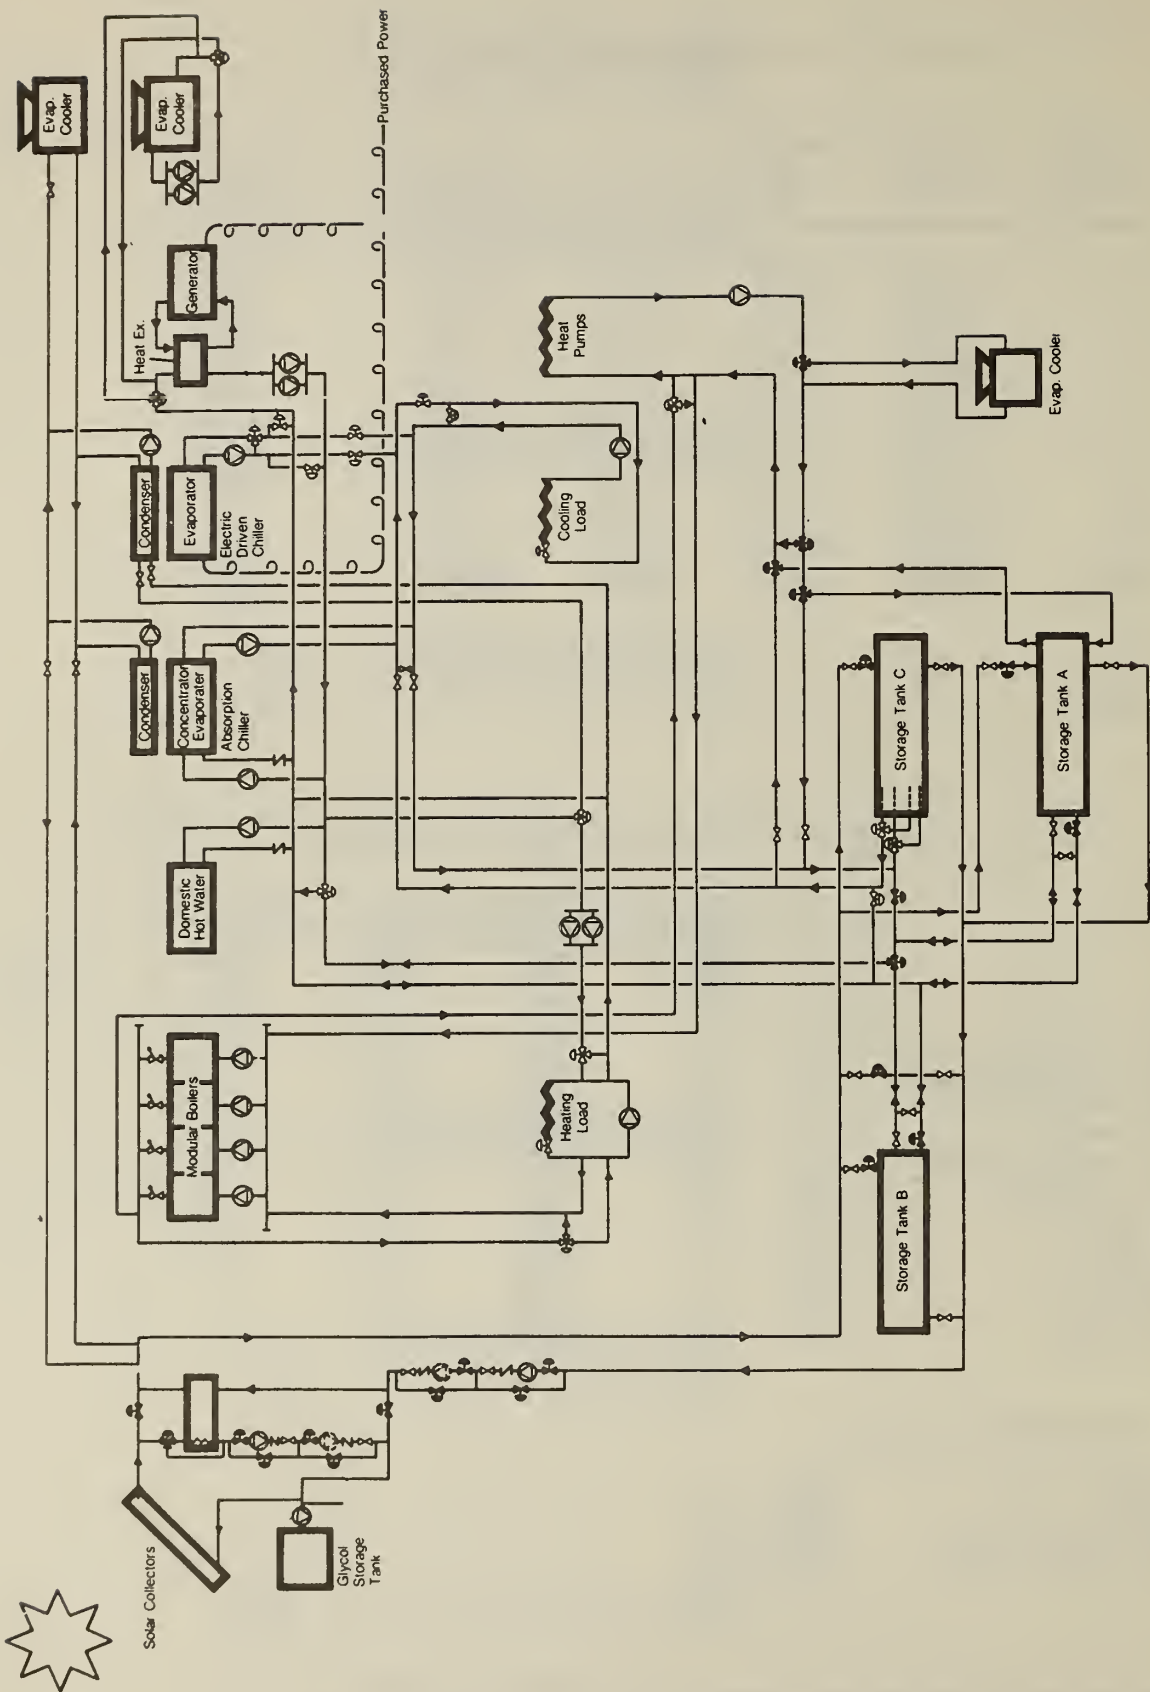 Solar Collectors
Glycol
Storage
Tank
Modular Boilers
Domestic
Hot Water
Condenser
Concentrator
Evaporater
Absorption
Chiller
Condenser
Evaporator
Electric
Driven
Chiller
Heat Ex.
Generator
Evap.
Cooler
Evap.
Cooler
Purchased Power
Heating
Load
Cooling
Load
Heat
Pumps
Storage Tank B
Storage Tank C
Storage Tank A
Evap. Cooler